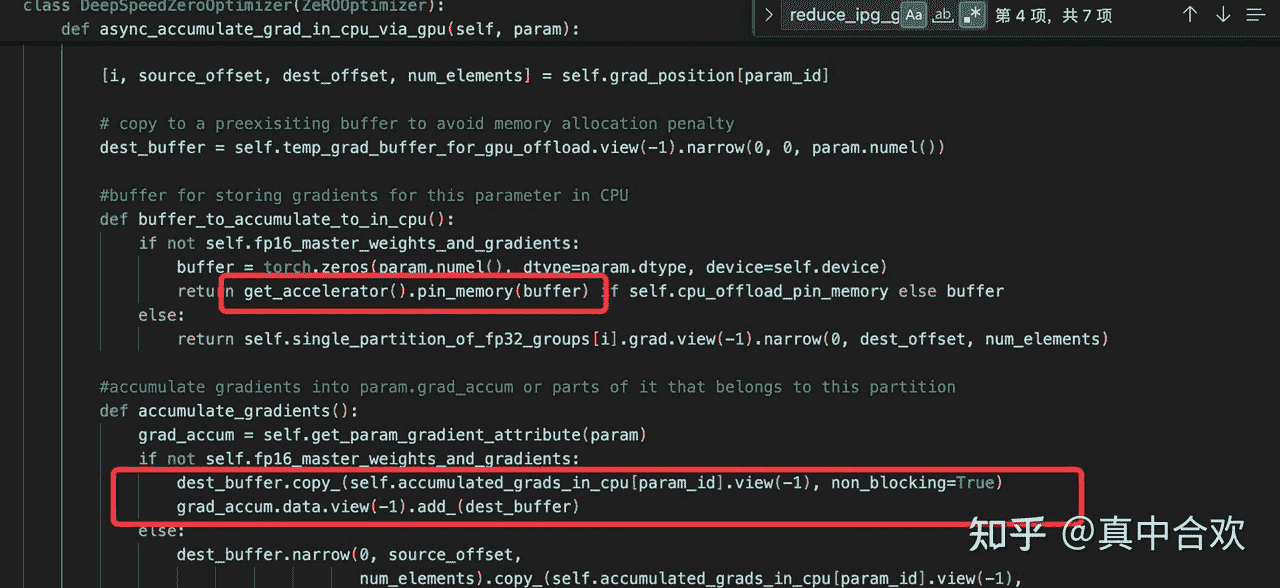 class DeepSpeedZeroOptimizer(ZeROOptimizer):
reduce_ipg_g Aa ab .* 第 4 项，共 7 项
    def async_accumulate_grad_in_cpu_via_gpu(self, param):
        [i, source_offset, dest_offset, num_elements] = self.grad_position[param_id]
        # copy to a preexisiting buffer to avoid memory allocation penalty
        dest_buffer = self.temp_grad_buffer_for_gpu_offload.view(-1).narrow(0, 0, param.numel())
        #buffer for storing gradients for this parameter in CPU
        def buffer_to_accumulate_to_in_cpu():
            if not self.fp16_master_weights_and_gradients:
                buffer = torch.zeros(param.numel(), dtype=param.dtype, device=self.device)
                return get_accelerator().pin_memory(buffer) if self.cpu_offload_pin_memory else buffer
            else:
                return self.single_partition_of_fp32_groups[i].grad.view(-1).narrow(0, dest_offset, num_elements)
        #accumulate gradients into param.grad_accum or parts of it that belongs to this partition
        def accumulate_gradients():
            grad_accum = self.get_param_gradient_attribute(param)
            if not self.fp16_master_weights_and_gradients:
                dest_buffer.copy_(self.accumulated_grads_in_cpu[param_id].view(-1), non_blocking=True)
                grad_accum.data.view(-1).add_(dest_buffer)
            else:
                dest_buffer.narrow(0, source_offset,
                                   num_elements).copy_(self.accumulated_grads_in_cpu[param_id].view(-1),
知乎 @真中合欢